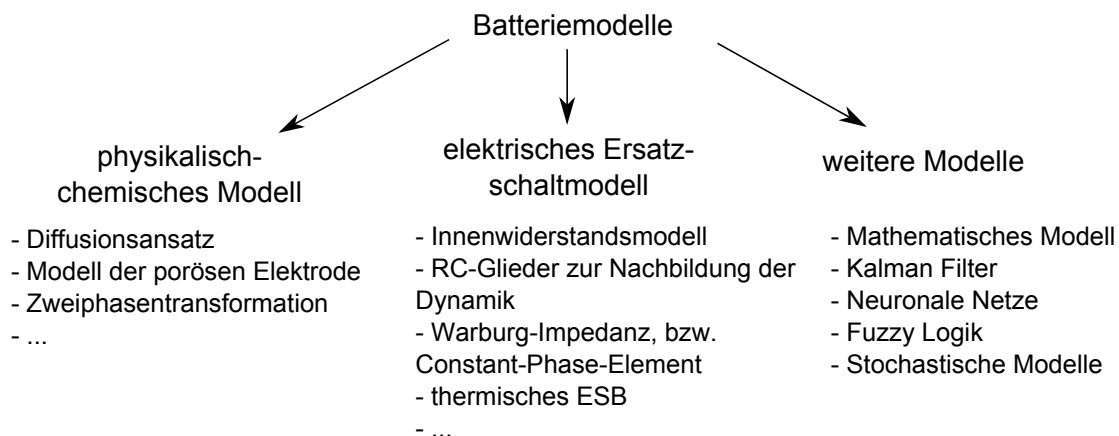 Batteriemodelle
physikalisch-
chemisches Modell
- Diffusionsansatz
- Modell der porösen Elektrode
- Zweiphasentransformation
- ...
elektrisches Ersatz-
schaltmodell
- Innenwiderstandsmodell
- RC-Glieder zur Nachbildung der
Dynamik
- Warburg-Impedanz, bzw.
Constant-Phase-Element
- thermisches ESB
- ...
weitere Modelle
- Mathematisches Modell
- Kalman Filter
- Neuronale Netze
- Fuzzy Logik
- Stochastische Modelle